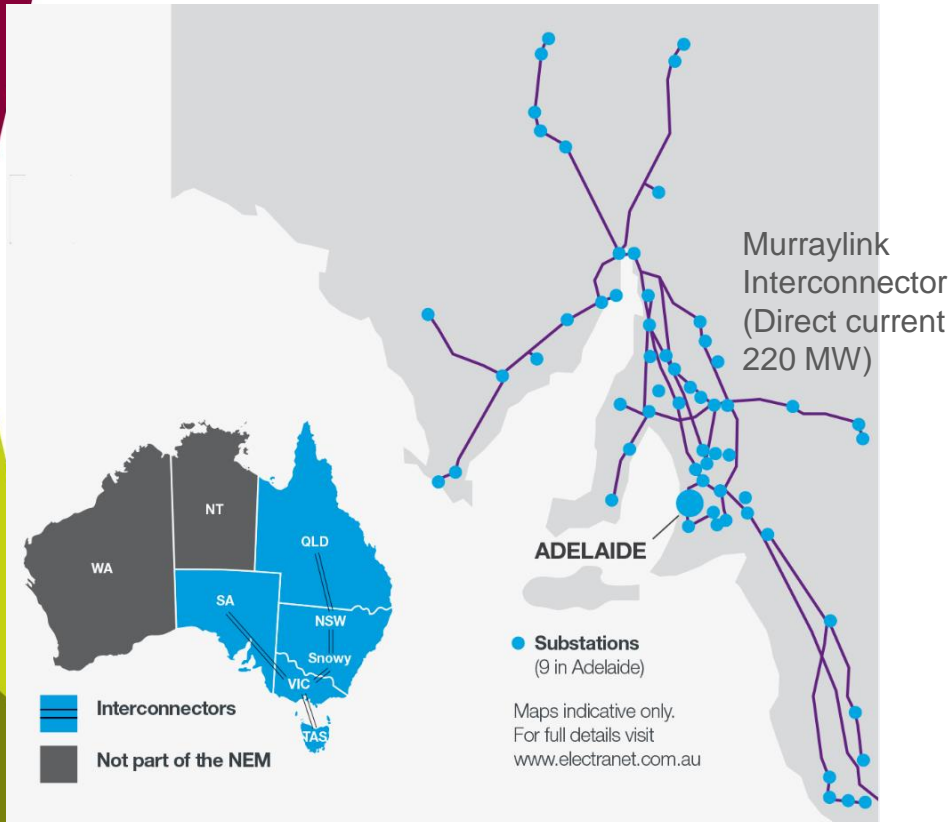 Murraylink
Interconnector
(Direct current
220 MW)
ADELAIDE
Substations
(9 in Adelaide)
Maps indicative only.
For full details visit
www.electranet.com.au
WA
NT
QLD
SA
NSW
Snowy
VIC
TAS
Interconnectors
Not part of the NEM